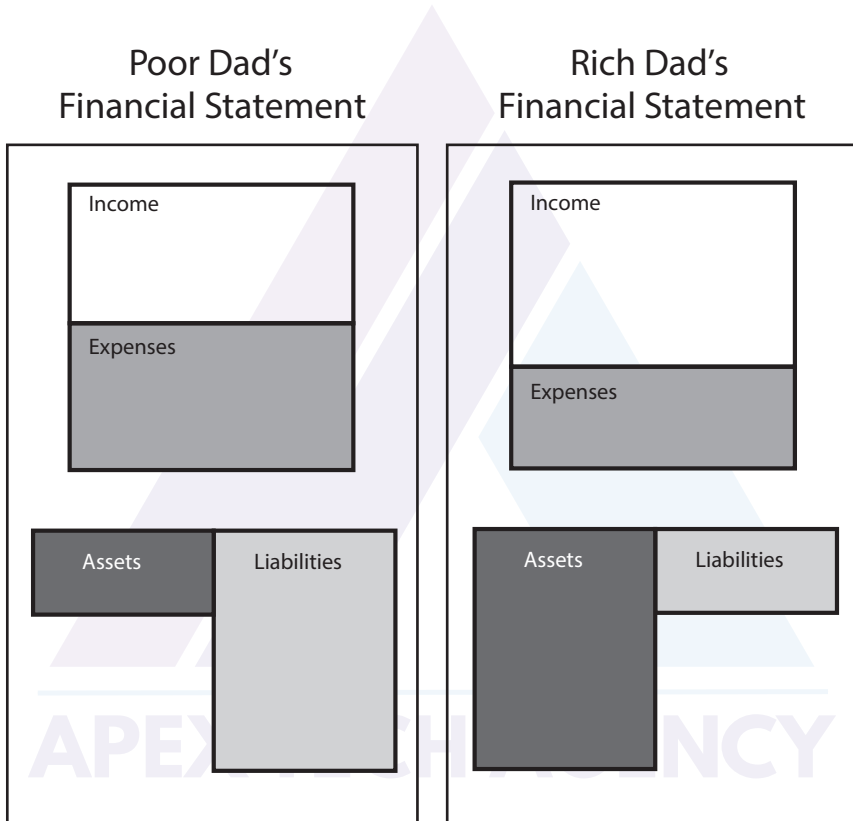 Poor Dad's
Financial Statement
Income
Expenses
Assets
Liabilities
Rich Dad's
Financial Statement
Income
Expenses
Assets
Liabilities
APEX TECH AGENCY